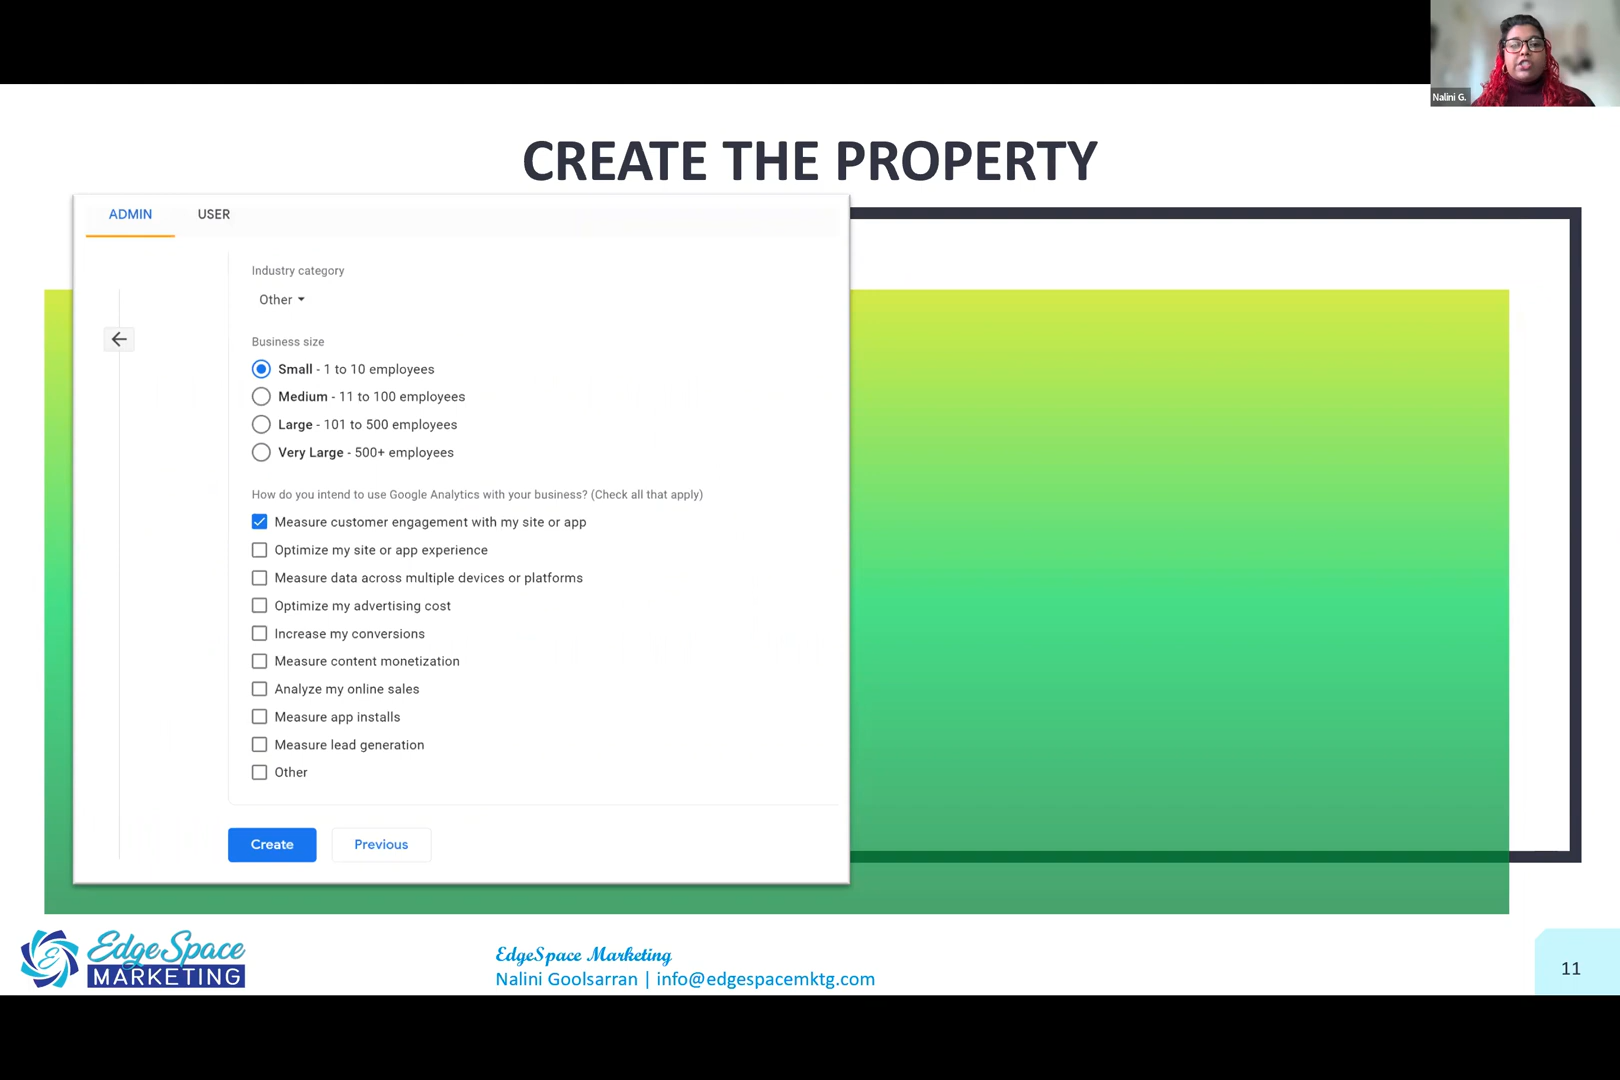 Nalini G.
CREATE THE PROPERTY
ADMIN USER
Industry category
Other
Business size
Small - 1 to 10 employees
Medium - 11 to 100 employees
Large - 101 to 500 employees
Very Large - 500+ employees
How do you intend to use Google Analytics with your business? (Check all that apply)
Measure customer engagement with my site or app
Optimize my site or app experience
Measure data across multiple devices or platforms
Optimize my advertising cost
Increase my conversions
Measure content monetization
Analyze my online sales
Measure app installs
Measure lead generation
Other
Create Previous
EdgeSpace
MARKETING
EdgeSpace Marketing
Nalini Goolsarran | info@edgespacemktg.com
11